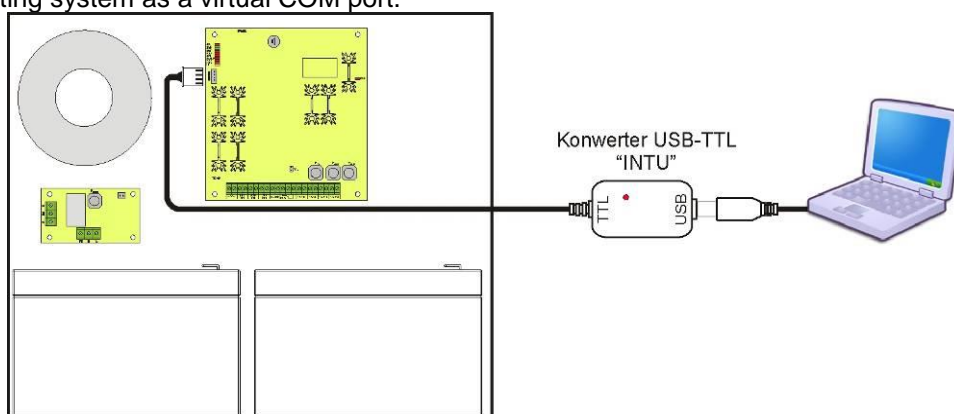 ting system as a virtual COM port.
Konwerter USB-TTL
“INTU”
TTL
USB